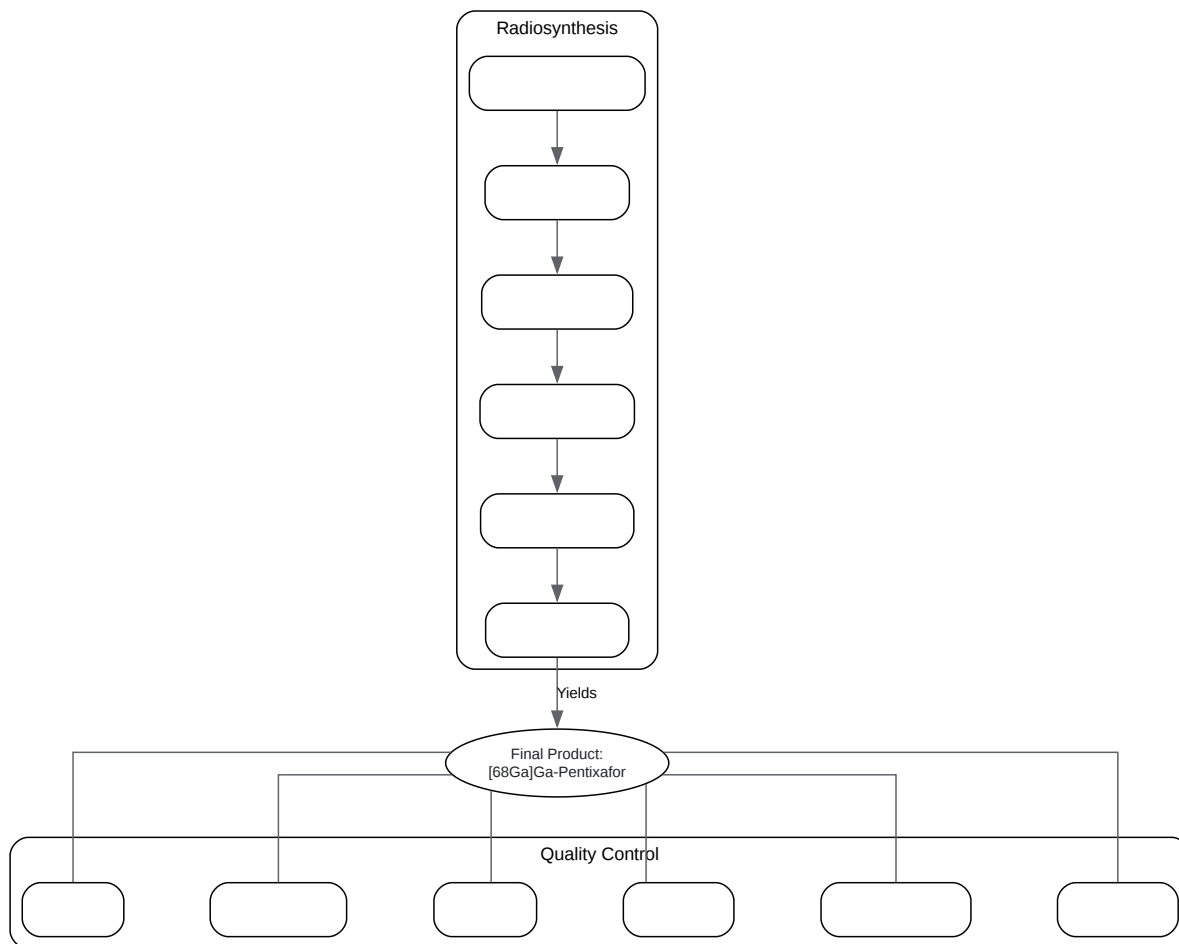 Radiosynthesis
Yields
Final Product:
[68Ga]Ga-Pentixafor
Quality Control